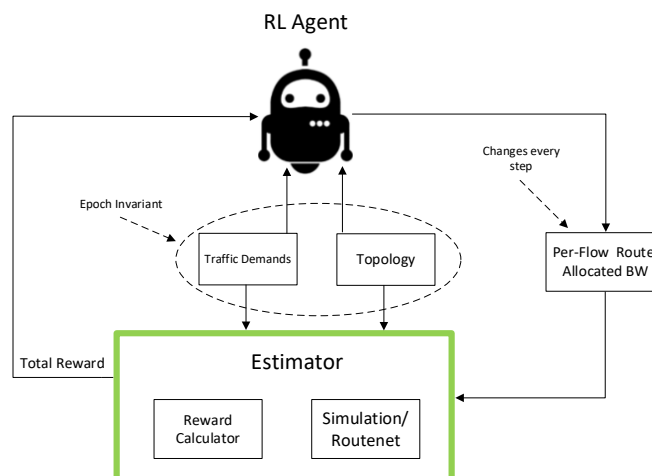 RL Agent
Changes every
step
Epoch Invariant
Traffic Demands
Topology
Per-Flow Route
Allocated BW
Total Reward
Estimator
Reward
Calculator
Simulation/
Routenet